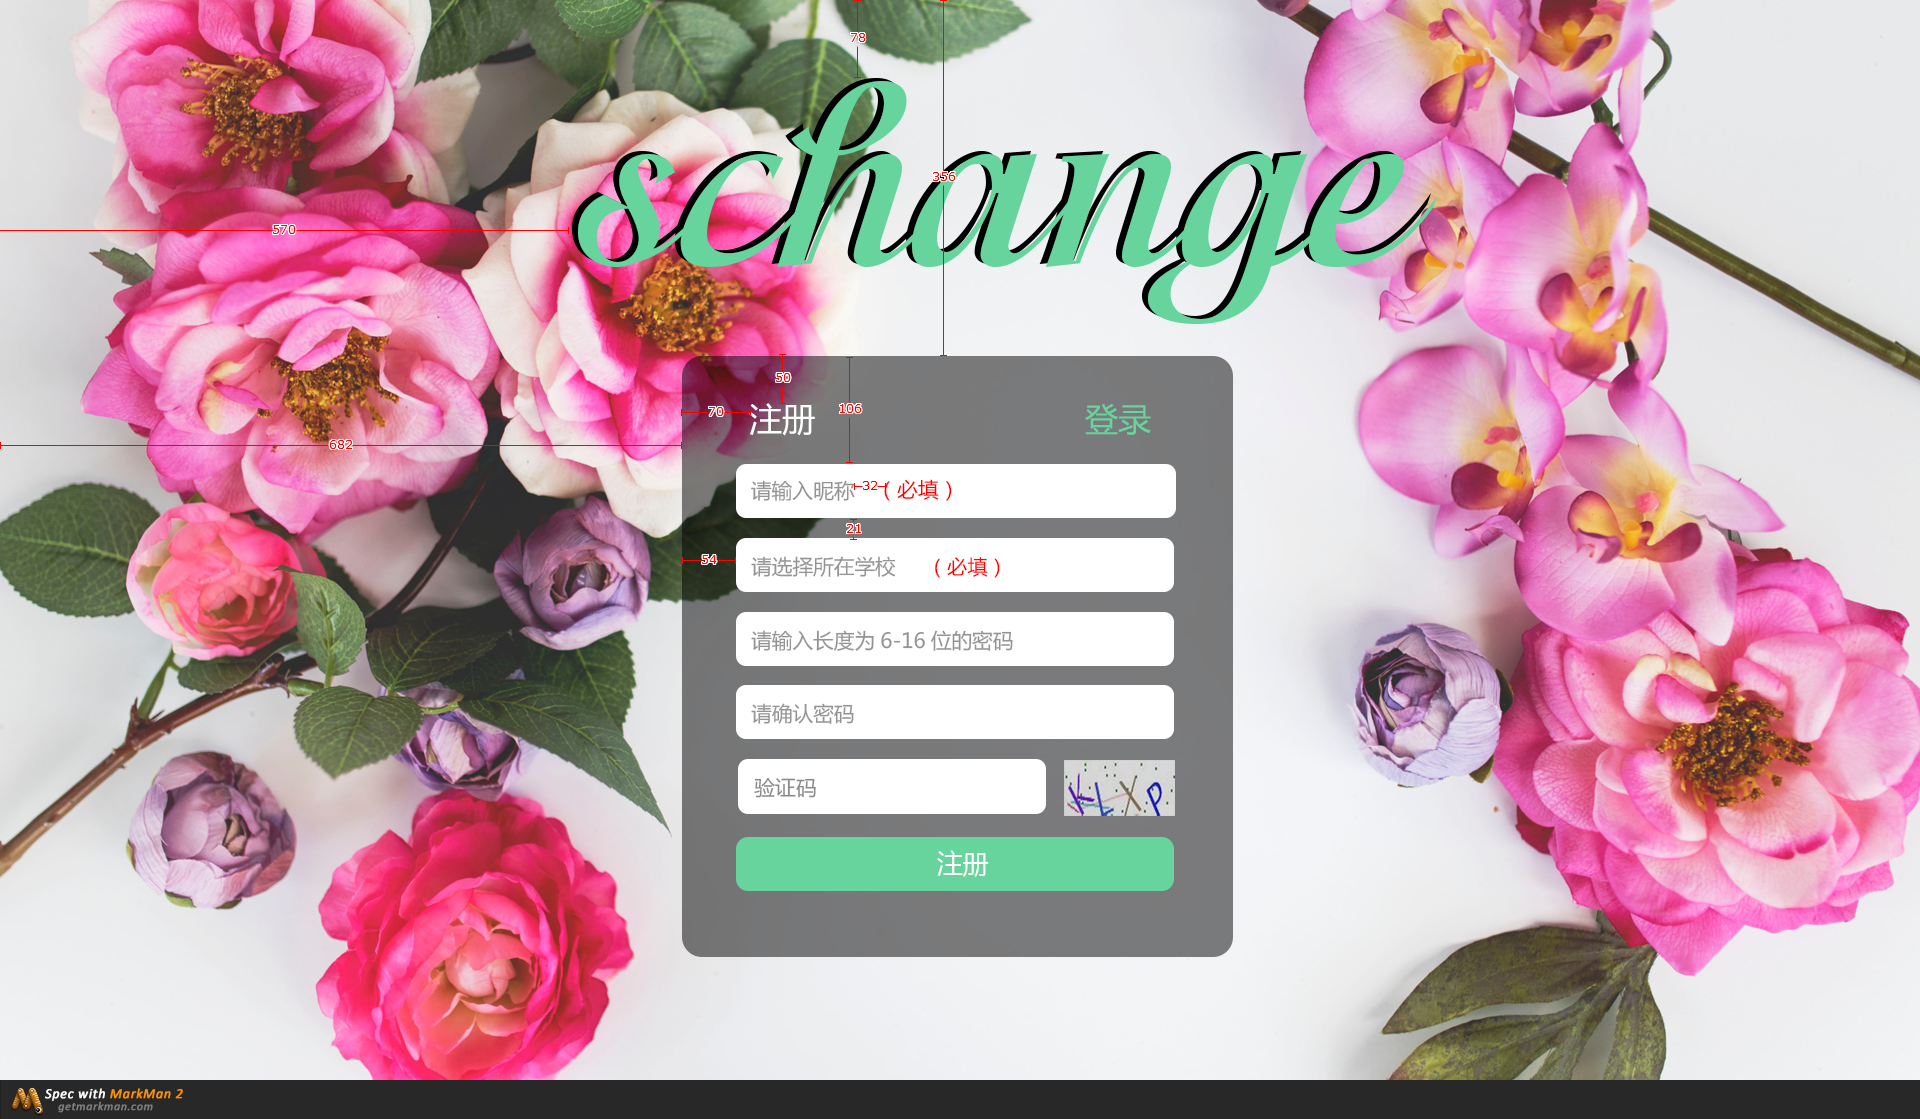 78
schange
356
570
50
70
106
注册
登录
682
请输入昵称
32
( 必填 )
21
54
请选择所在学校
( 必填 )
请输入长度为 6-16 位的密码
请确认密码
验证码
注册
Spec with MarkMan 2
getmarkman.com